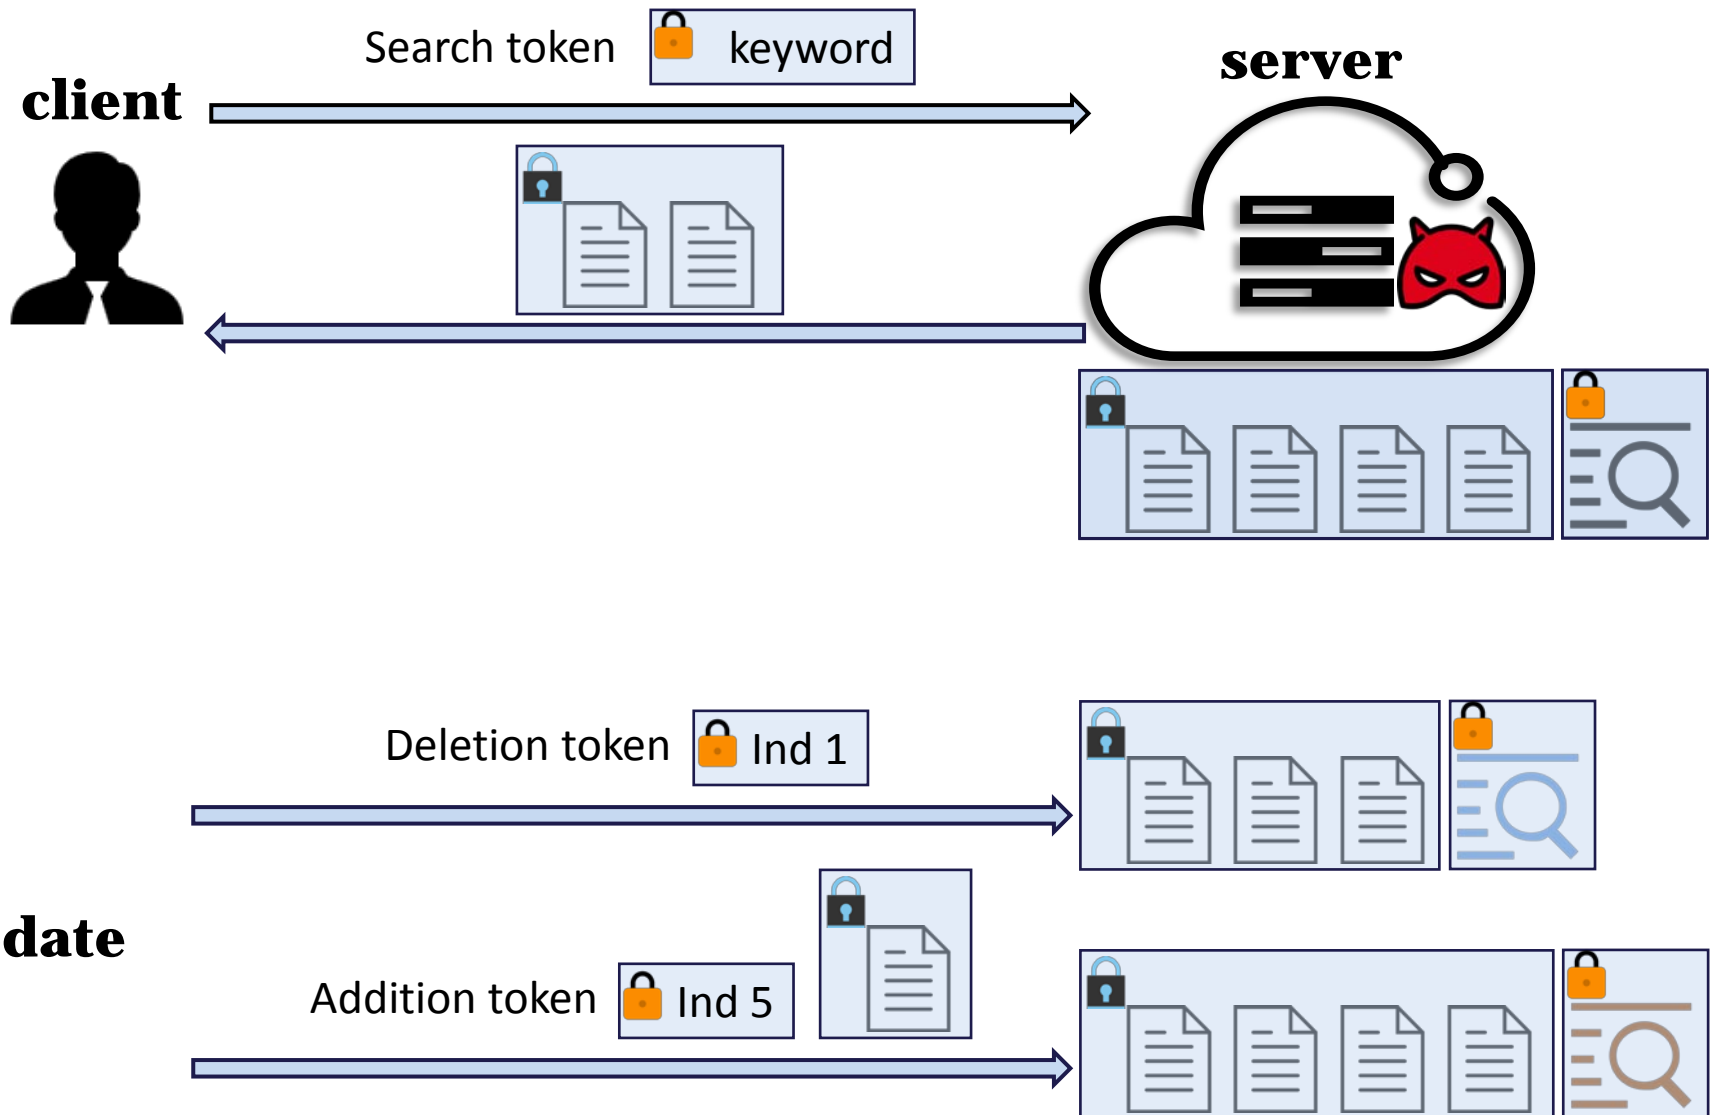 Search token keyword
server
client
Deletion token Ind 1
date
Addition token Ind 5